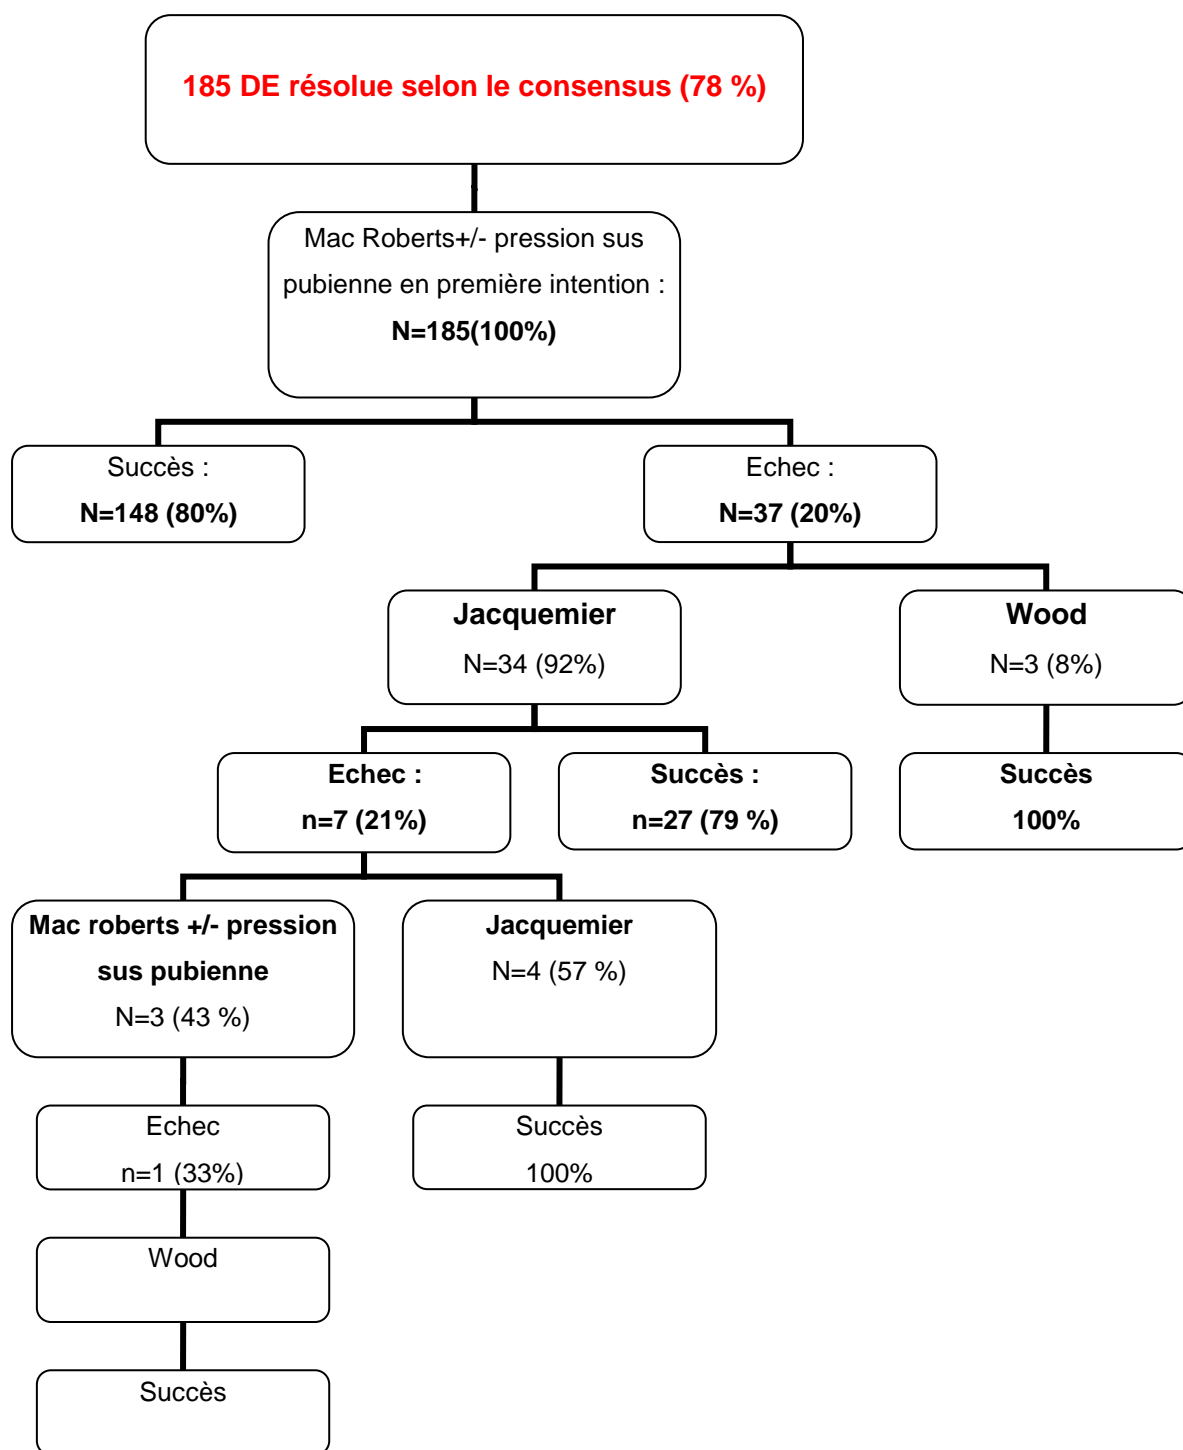 185 DE résolue selon le consensus (78 %)
Mac Roberts+/- pression sus
pubienne en première intention :
N=185(100%)
Succès :
N=148 (80%)
Echec :
N=37 (20%)
Jacquemier
N=34 (92%)
Wood
N=3 (8%)
Echec :
n=7 (21%)
Succès :
n=27 (79 %)
Succès
100%
Mac roberts +/- pression
sus pubienne
N=3 (43 %)
Jacquemier
N=4 (57 %)
Echec
n=1 (33%)
Succès
100%
Wood
Succès